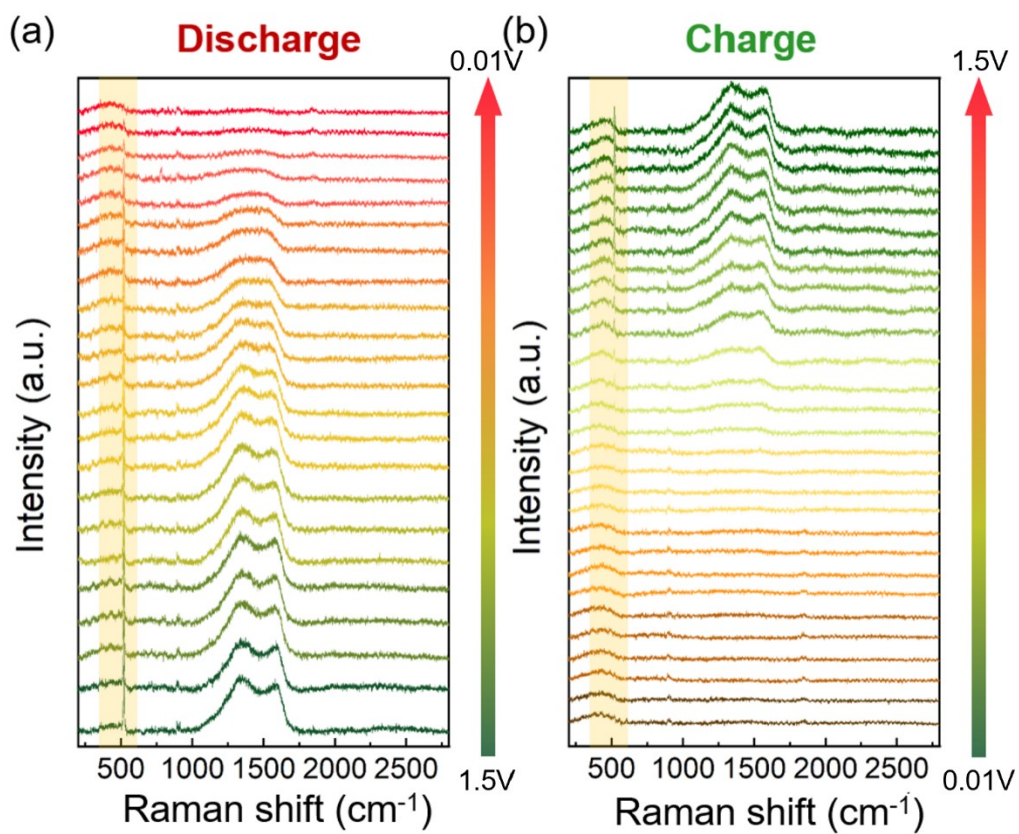 (a) Discharge
0.01V
(b) Charge
1.5V
Intensity (a.u.)
500 1000 1500 2000 2500
1.5V
Raman shift (cm⁻¹)
Intensity (a.u.)
500 1000 1500 2000 2500
0.01V
Raman shift (cm⁻¹)